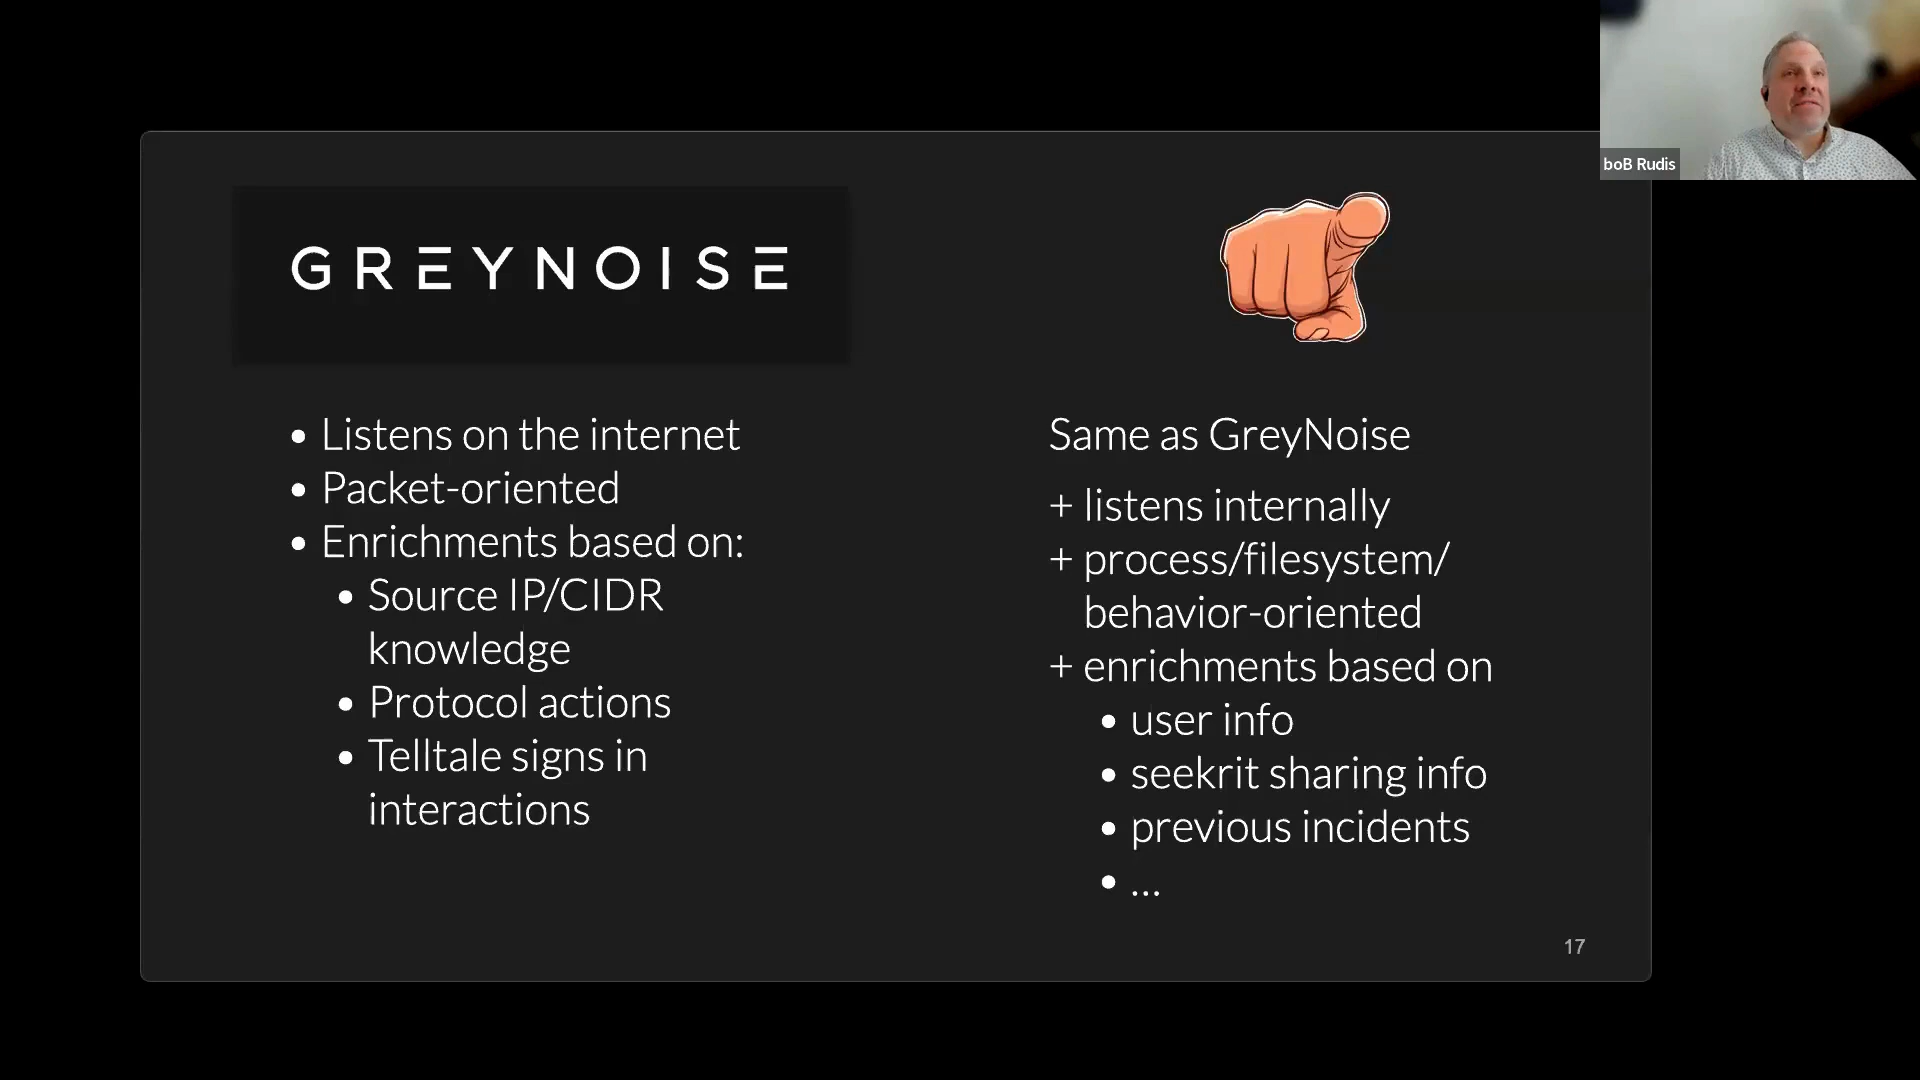 boB Rudis
GREYNOISE
• Listens on the internet
• Packet-oriented
• Enrichments based on:
• Source IP/CIDR
knowledge
• Protocol actions
• Telltale signs in
interactions
Same as GreyNoise
+ listens internally
+ process/filesystem/
behavior-oriented
+ enrichments based on
• user info
• seekrit sharing info
• previous incidents
• ...
17